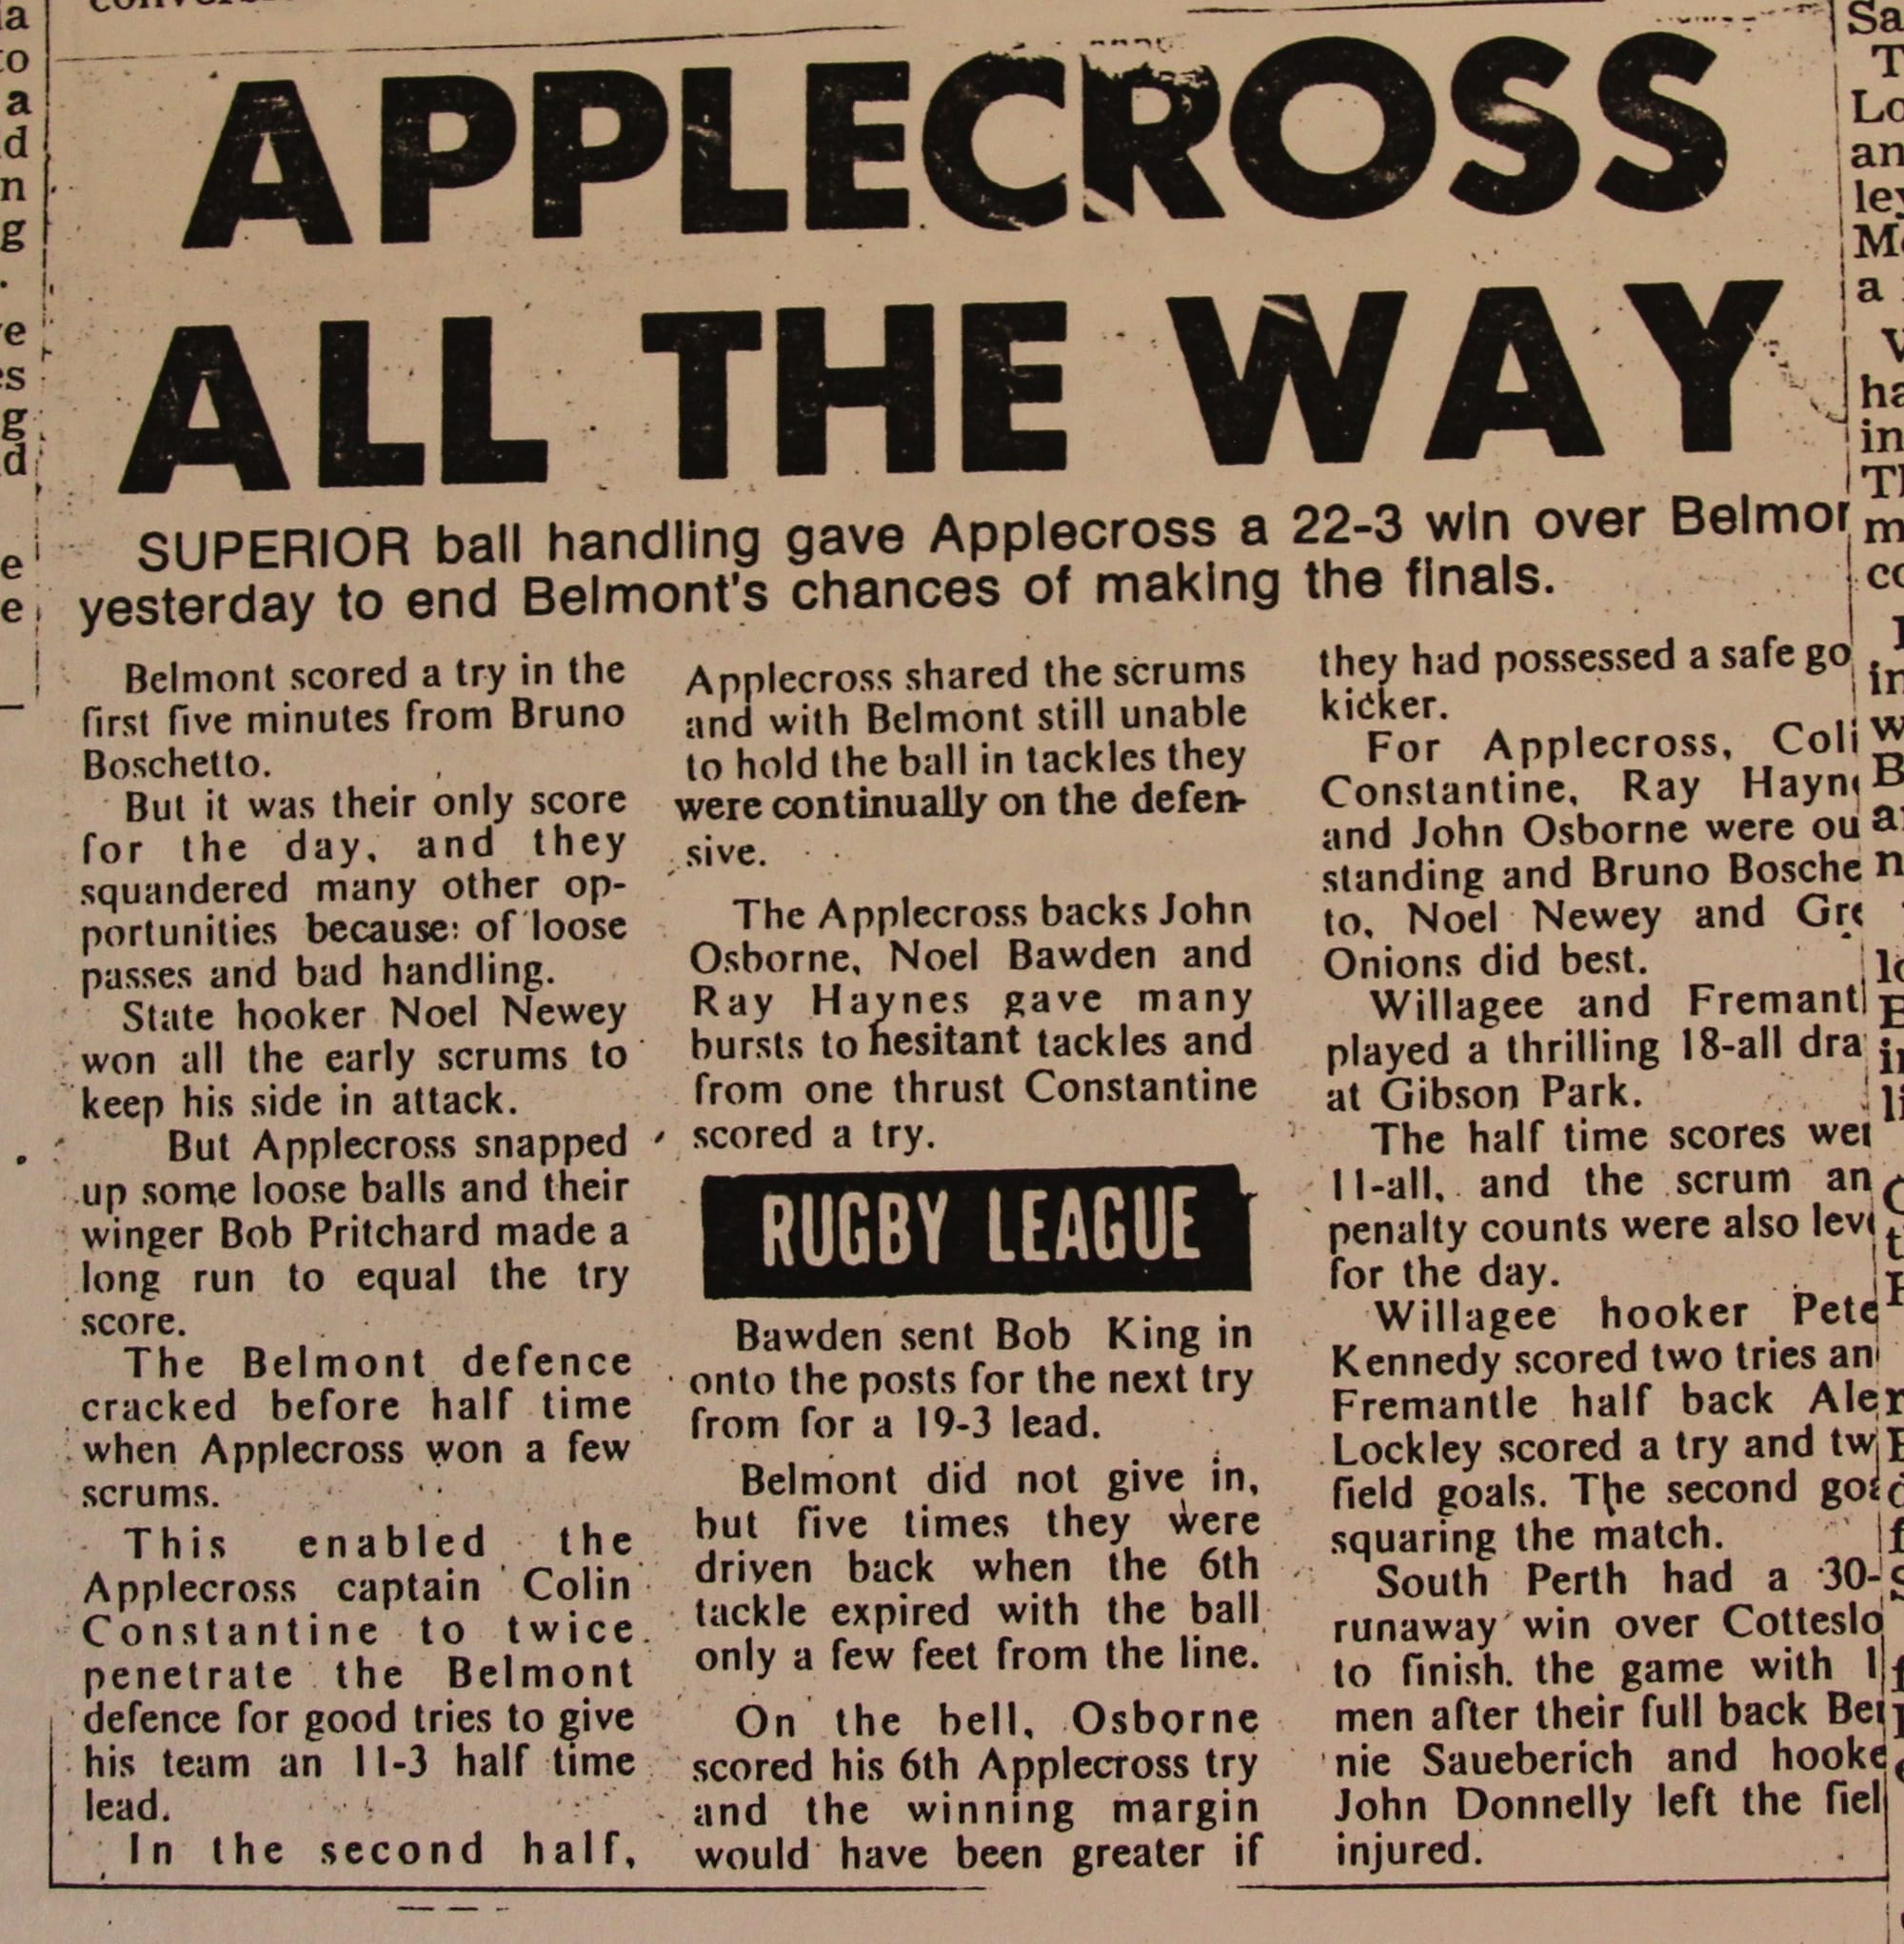 APPLECROSS
ALL THE WAY
SUPERIOR ball handling gave Applecross a 22-3 win over Belmon
yesterday to end Belmont's chances of making the finals.
Belmont scored a try in the
first five minutes from Bruno
Boschetto.
But it was their only score
for the day, and they
squandered many other op-
portunities because: of loose
passes and bad handling.
State hooker Noel Newey
won all the early scrums to
keep his side in attack.
But Applecross snapped
up some loose balls and their
winger Bob Pritchard made a
long run to equal the try
score.
The Belmont defence
cracked before half time
when Applecross won a few
scrums.
This enabled the
Applecross captain Colin
Constantine to twice
penetrate the Belmont
defence for good tries to give
his team an 11-3 half time
lead.
In the second half,
Applecross shared the scrums
and with Belmont still unable
to hold the ball in tackles they
were continually on the defen-
sive.
The Applecross backs John
Osborne, Noel Bawden and
Ray Haynes gave many
bursts to hesitant tackles and
from one thrust Constantine
scored a try.
RUGBY LEAGUE
Bawden sent Bob King in
onto the posts for the next try
from for a 19-3 lead.
Belmont did not give in,
but five times they were
driven back when the 6th
tackle expired with the ball
only a few feet from the line.
On the bell, Osborne
scored his 6th Applecross try
and the winning margin
would have been greater if
they had possessed a safe go
kicker.
For Applecross, Coli
Constantine, Ray Hayn
and John Osborne were ou
standing and Bruno Bosche
to, Noel Newey and Gre
Onions did best.
Willagee and Fremantl
played a thrilling 18-all dra
at Gibson Park.
The half time scores wer
11-all, and the scrum an
penalty counts were also leve
for the day.
Willagee hooker Pete
Kennedy scored two tries an
Fremantle half back Ale
Lockley scored a try and tw
field goals. The second goa
squaring the match.
South Perth had a 30-
runaway win over Cotteslo
to finish. the game with 1
men after their full back Ber
nie Saueberich and hooke
John Donnelly left the fiel
injured.